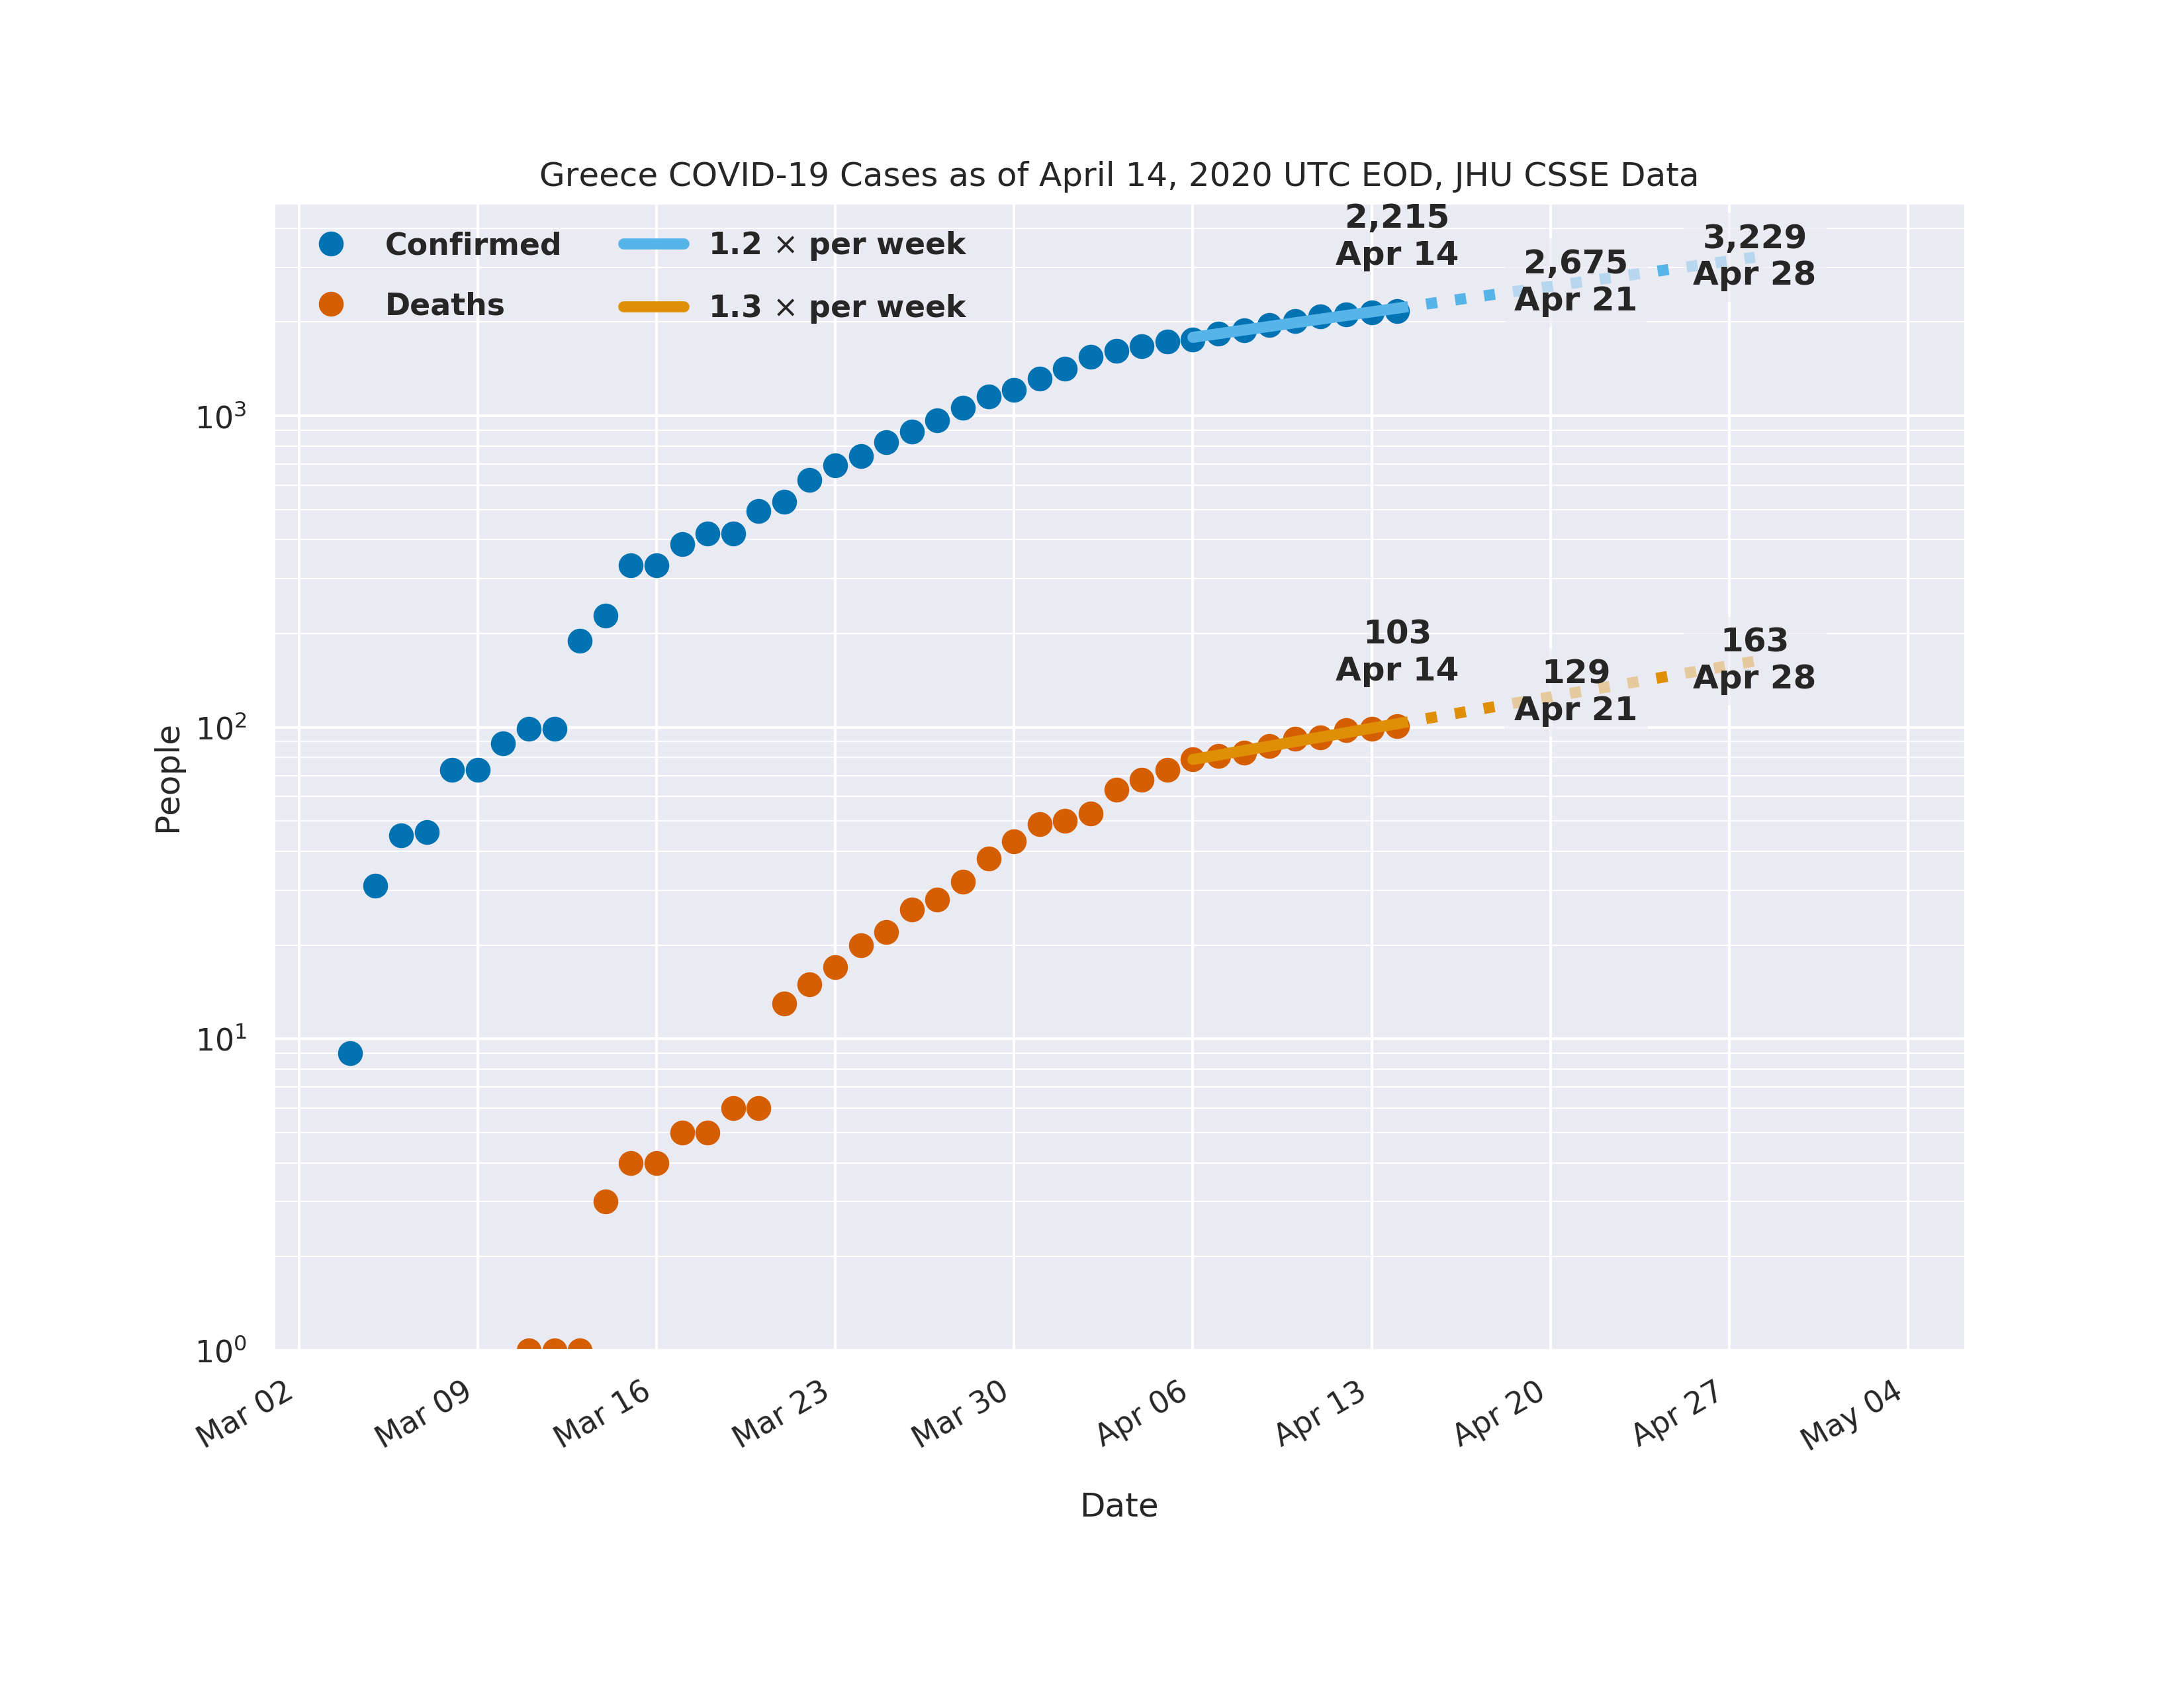 Greece COVID-19 Cases as of April 14, 2020 UTC EOD, JHU CSSE Data
Confirmed
Deaths
1.2 × per week
1.3 × per week
2,215
Apr 14
2,675
Apr 21
3,229
Apr 28
103
Apr 14
129
Apr 21
163
Apr 28
People
10³
10²
10¹
10⁰
Mar 02
Mar 09
Mar 16
Mar 23
Mar 30
Apr 06
Apr 13
Apr 20
Apr 27
May 04
Date